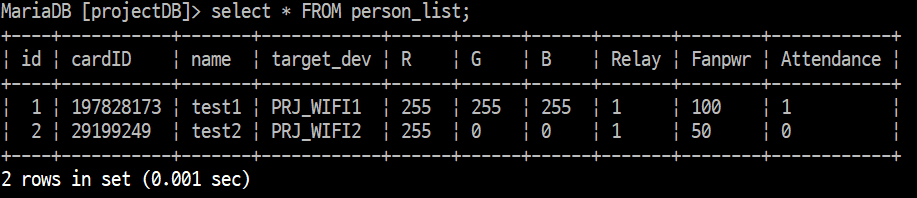 MariaDB [projectDB]> select * FROM person_list;
+----+-----------+-------+------------+------+------+------+-------+--------+------------+
| id | cardID    | name  | target_dev | R    | G    | B    | Relay | Fanpwr | Attendance |
+----+-----------+-------+------------+------+------+------+-------+--------+------------+
|  1 | 197828173 | test1 | PRJ_WIFI1  | 255  | 255  | 255  | 1     | 100    | 1          |
|  2 | 29199249  | test2 | PRJ_WIFI2  | 255  | 0    | 0    | 1     | 50     | 0          |
+----+-----------+-------+------------+------+------+------+-------+--------+------------+
2 rows in set (0.001 sec)